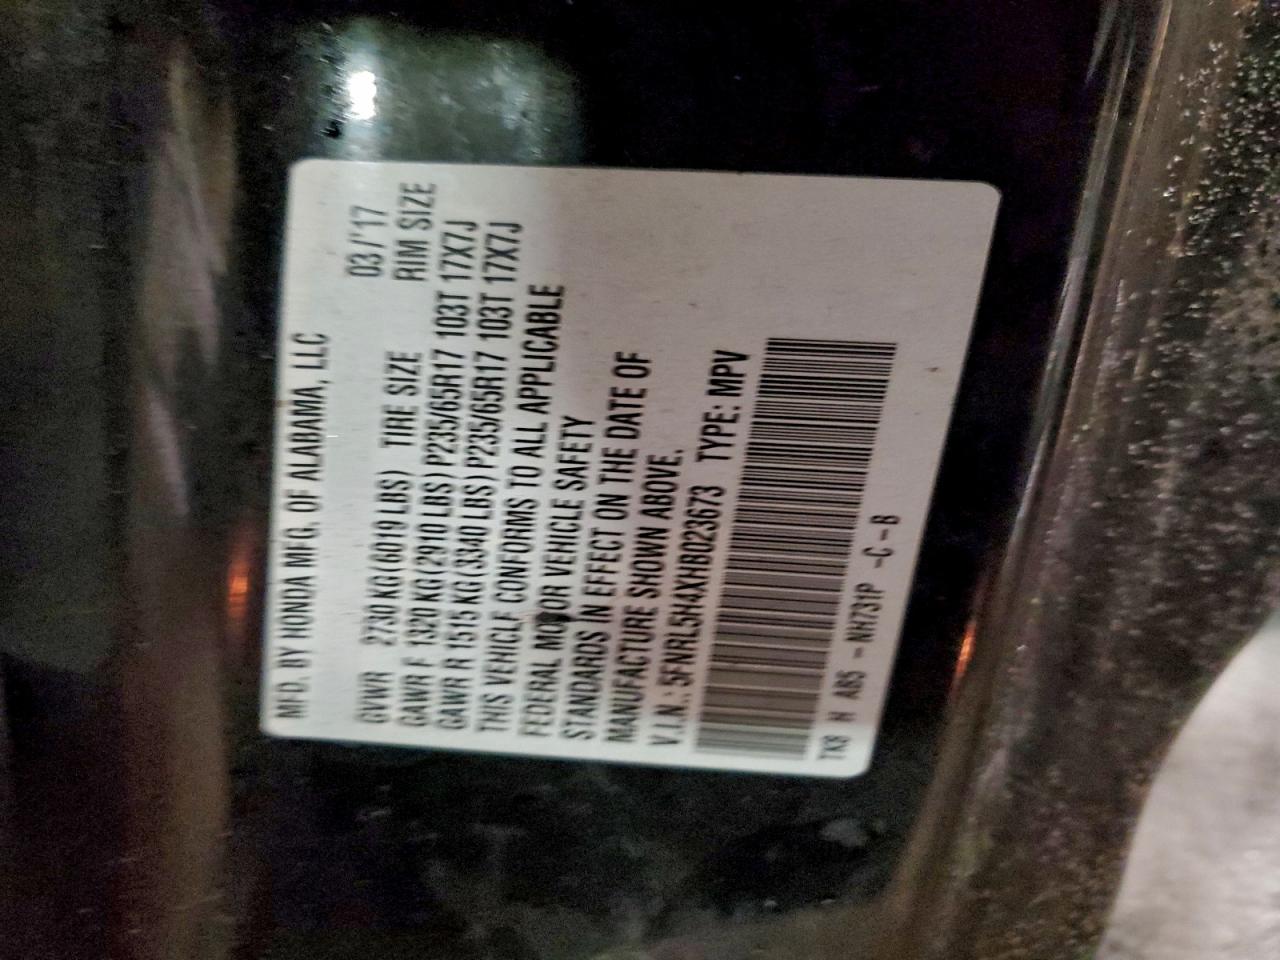 MFD. BY HONDA MFG. OF ALABAMA, LLC
03/'17
GVWR 2730 KG (6019 LBS) TIRE SIZE RIM SIZE
GAWR F 1320 KG (2910 LBS) P235/65R17 103T 17X7J
GAWR R 1515 KG (3340 LBS) P235/65R17 103T 17X7J
THIS VEHICLE CONFORMS TO ALL APPLICABLE
FEDERAL MOTOR VEHICLE SAFETY
STANDARDS IN EFFECT ON THE DATE OF
MANUFACTURE SHOWN ABOVE.
V.I.N.: 5FNRL5H4XHB023673 TYPE: MPV
TK8 H A85 - NH731P -C-B